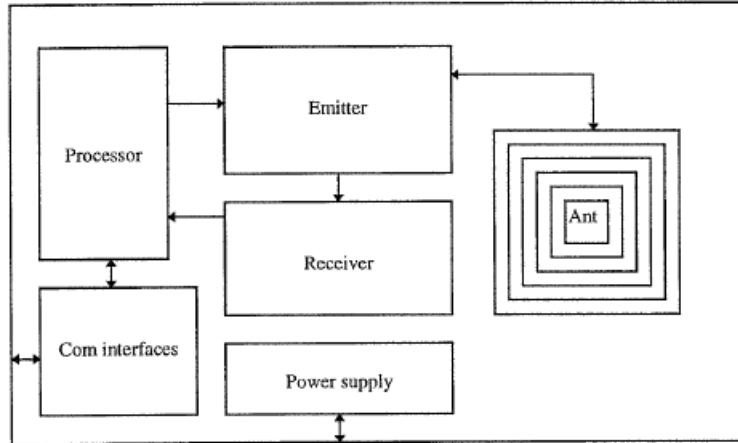 Emitter
Processor
Ant
Receiver
Com interfaces
Power supply